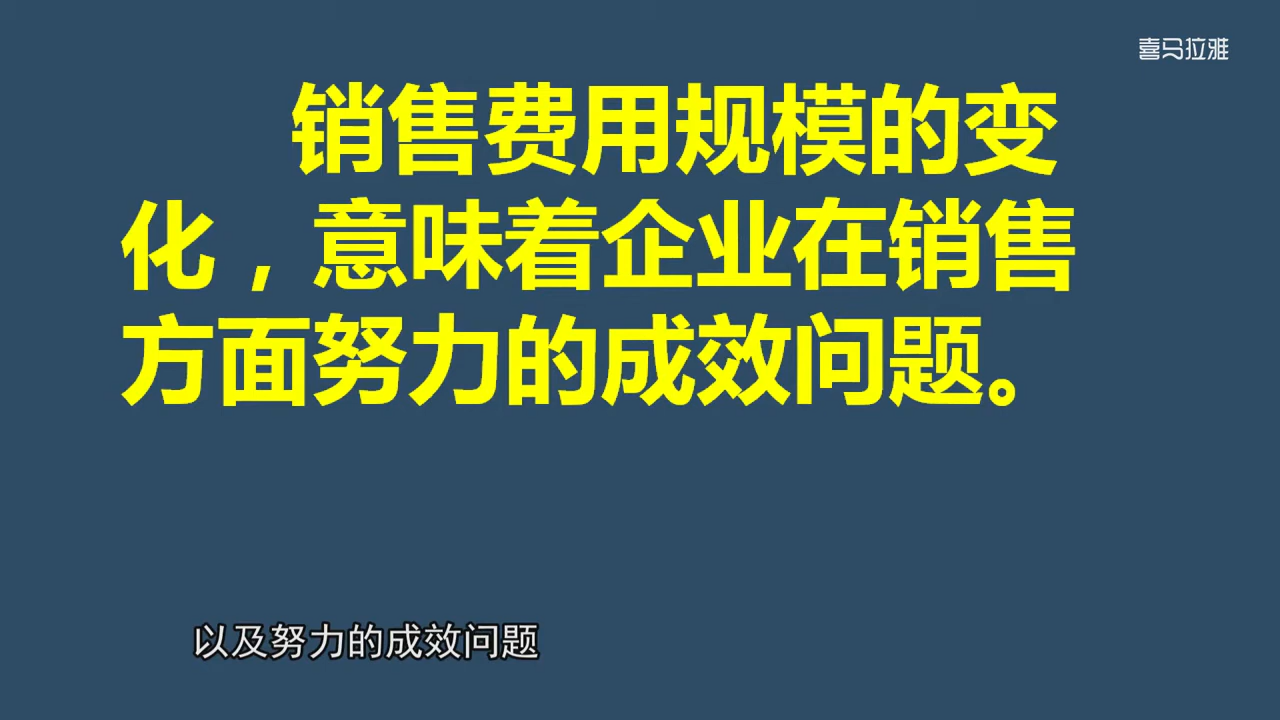 喜马拉雅
销售费用规模的变
化，意味着企业在销售
方面努力的成效问题。
以及努力的成效问题